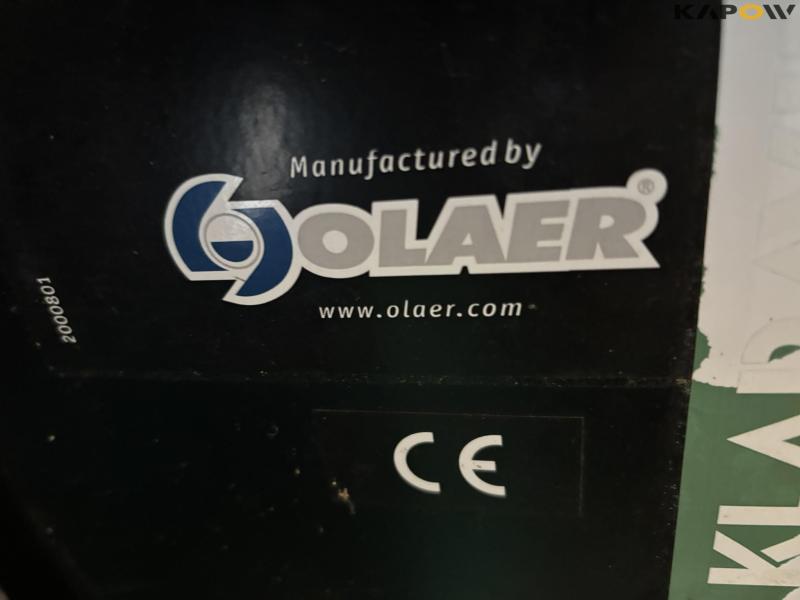 KAPOW
Manufactured by
OLAER®
www.olaer.com
2000801
CE